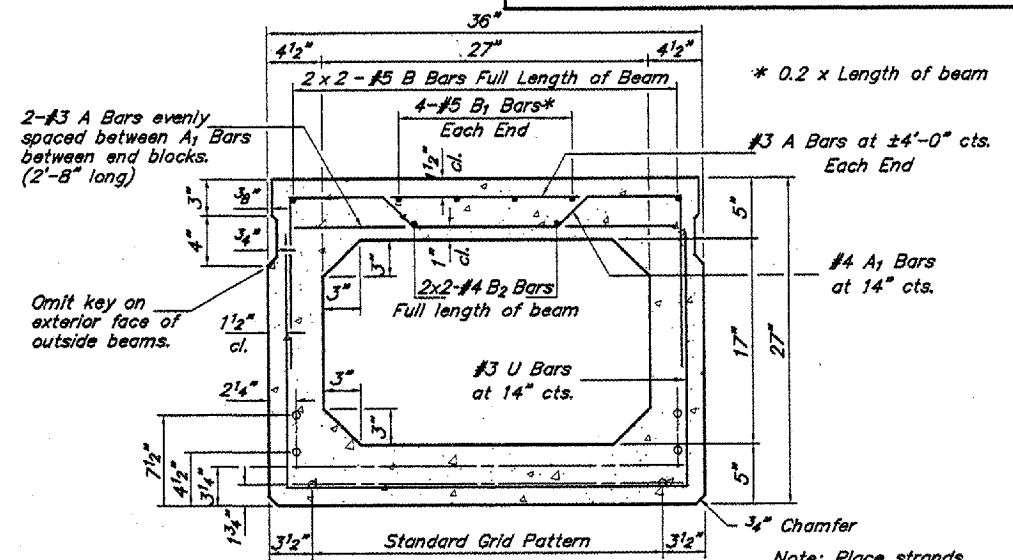 36"
4½" 27" 4½"
2 x 2 - #5 B Bars Full Length of Beam
* 0.2 x Length of beam
4-#5 B₁ Bars*
Each End
2-#3 A Bars evenly
spaced between A₁ Bars
between end blocks.
(2'-8" long)
1½"
cl.
#3 A Bars at ±4'-0" cts.
Each End
3"
3/8"
5"
4"
3/4"
1"
cl.
3"
3"
#4 A₁ Bars
at 14" cts.
2x2-#4 B₂ Bars
Full length of beam
Omit key on
exterior face of
outside beams.
1½"
cl.
17"
27"
3"
#3 U Bars
at 14" cts.
2¼"
3"
7½"
4½"
3¼"
1¾"
5"
¾" Chamfer
3½" Standard Grid Pattern 3½"
Note: Place strands